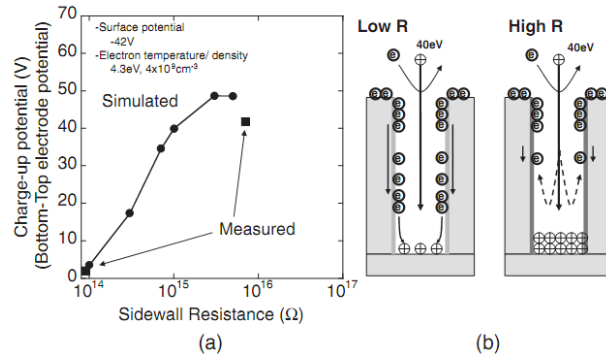 (a)
-Surface potential
-42V
-Electron temperature/ density
4.3eV, 4x10⁹cm⁻³
Simulated
Measured
Charge-up potential (V)
(Bottom-Top electrode potential)
70
60
50
40
30
20
10
0
10¹⁴
10¹⁵
10¹⁶
10¹⁷
Sidewall Resistance (Ω)
(a)
Low R
High R
40eV
40eV
(b)